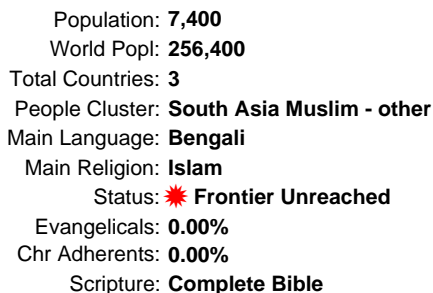 Population: 7,400
World Popl: 256,400
Total Countries: 3
People Cluster: South Asia Muslim - other
Main Language: Bengali
Main Religion: Islam
Status: Frontier Unreached
Evangelicals: 0.00%
Chr Adherents: 0.00%
Scripture: Complete Bible